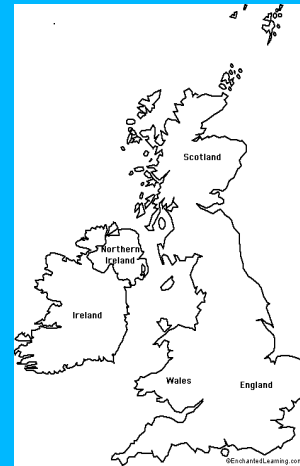 Scotland
Northern
Ireland
Ireland
Wales
England
©EnchantedLearning.com